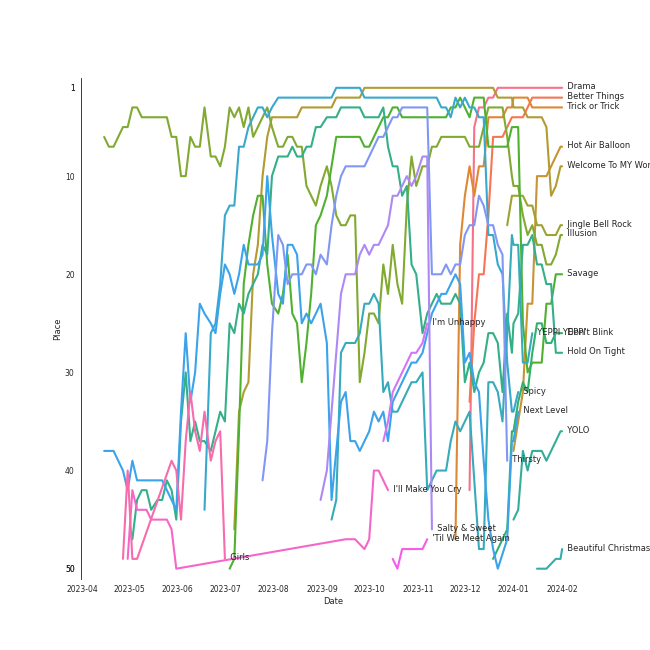 1
Drama
Better Things
Trick or Trick
Hot Air Balloon
Welcome To MY Wor
10
Jingle Bell Rock
Illusion
20
Savage
I'm Unhappy
Don't Blink
Hold On Tight
Place
30
Spicy
Next Level
YOLO
40
Thirsty
I'll Make You Cry
Salty & Sweet
'Til We Meet Again
Beautiful Christmas
Girls
50
2023-04
2023-05
2023-06
2023-07
2023-08
2023-09
2023-10
2023-11
2023-12
2024-01
2024-02
Date